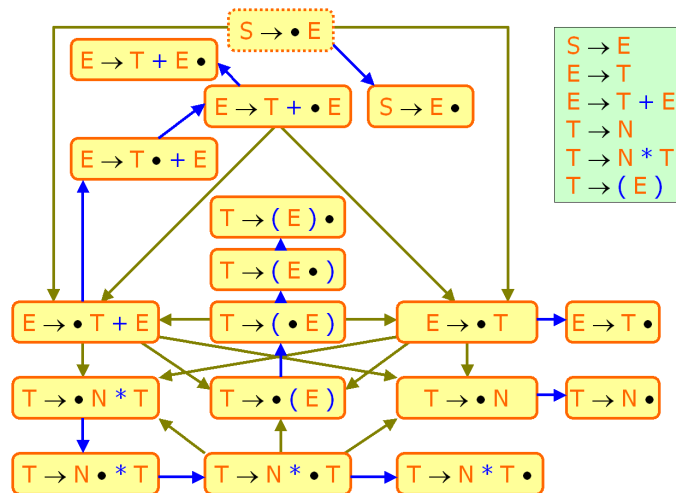 S → • E
E → T + E •
E → T + • E
S → E •
E → T • + E
T → ( E ) •
T → ( E • )
E → • T + E
T → ( • E )
E → • T
E → T •
T → • N * T
T → • ( E )
T → • N
T → N •
T → N • * T
T → N * • T
T → N * T •
S → E
E → T
E → T + E
T → N
T → N * T
T → ( E )